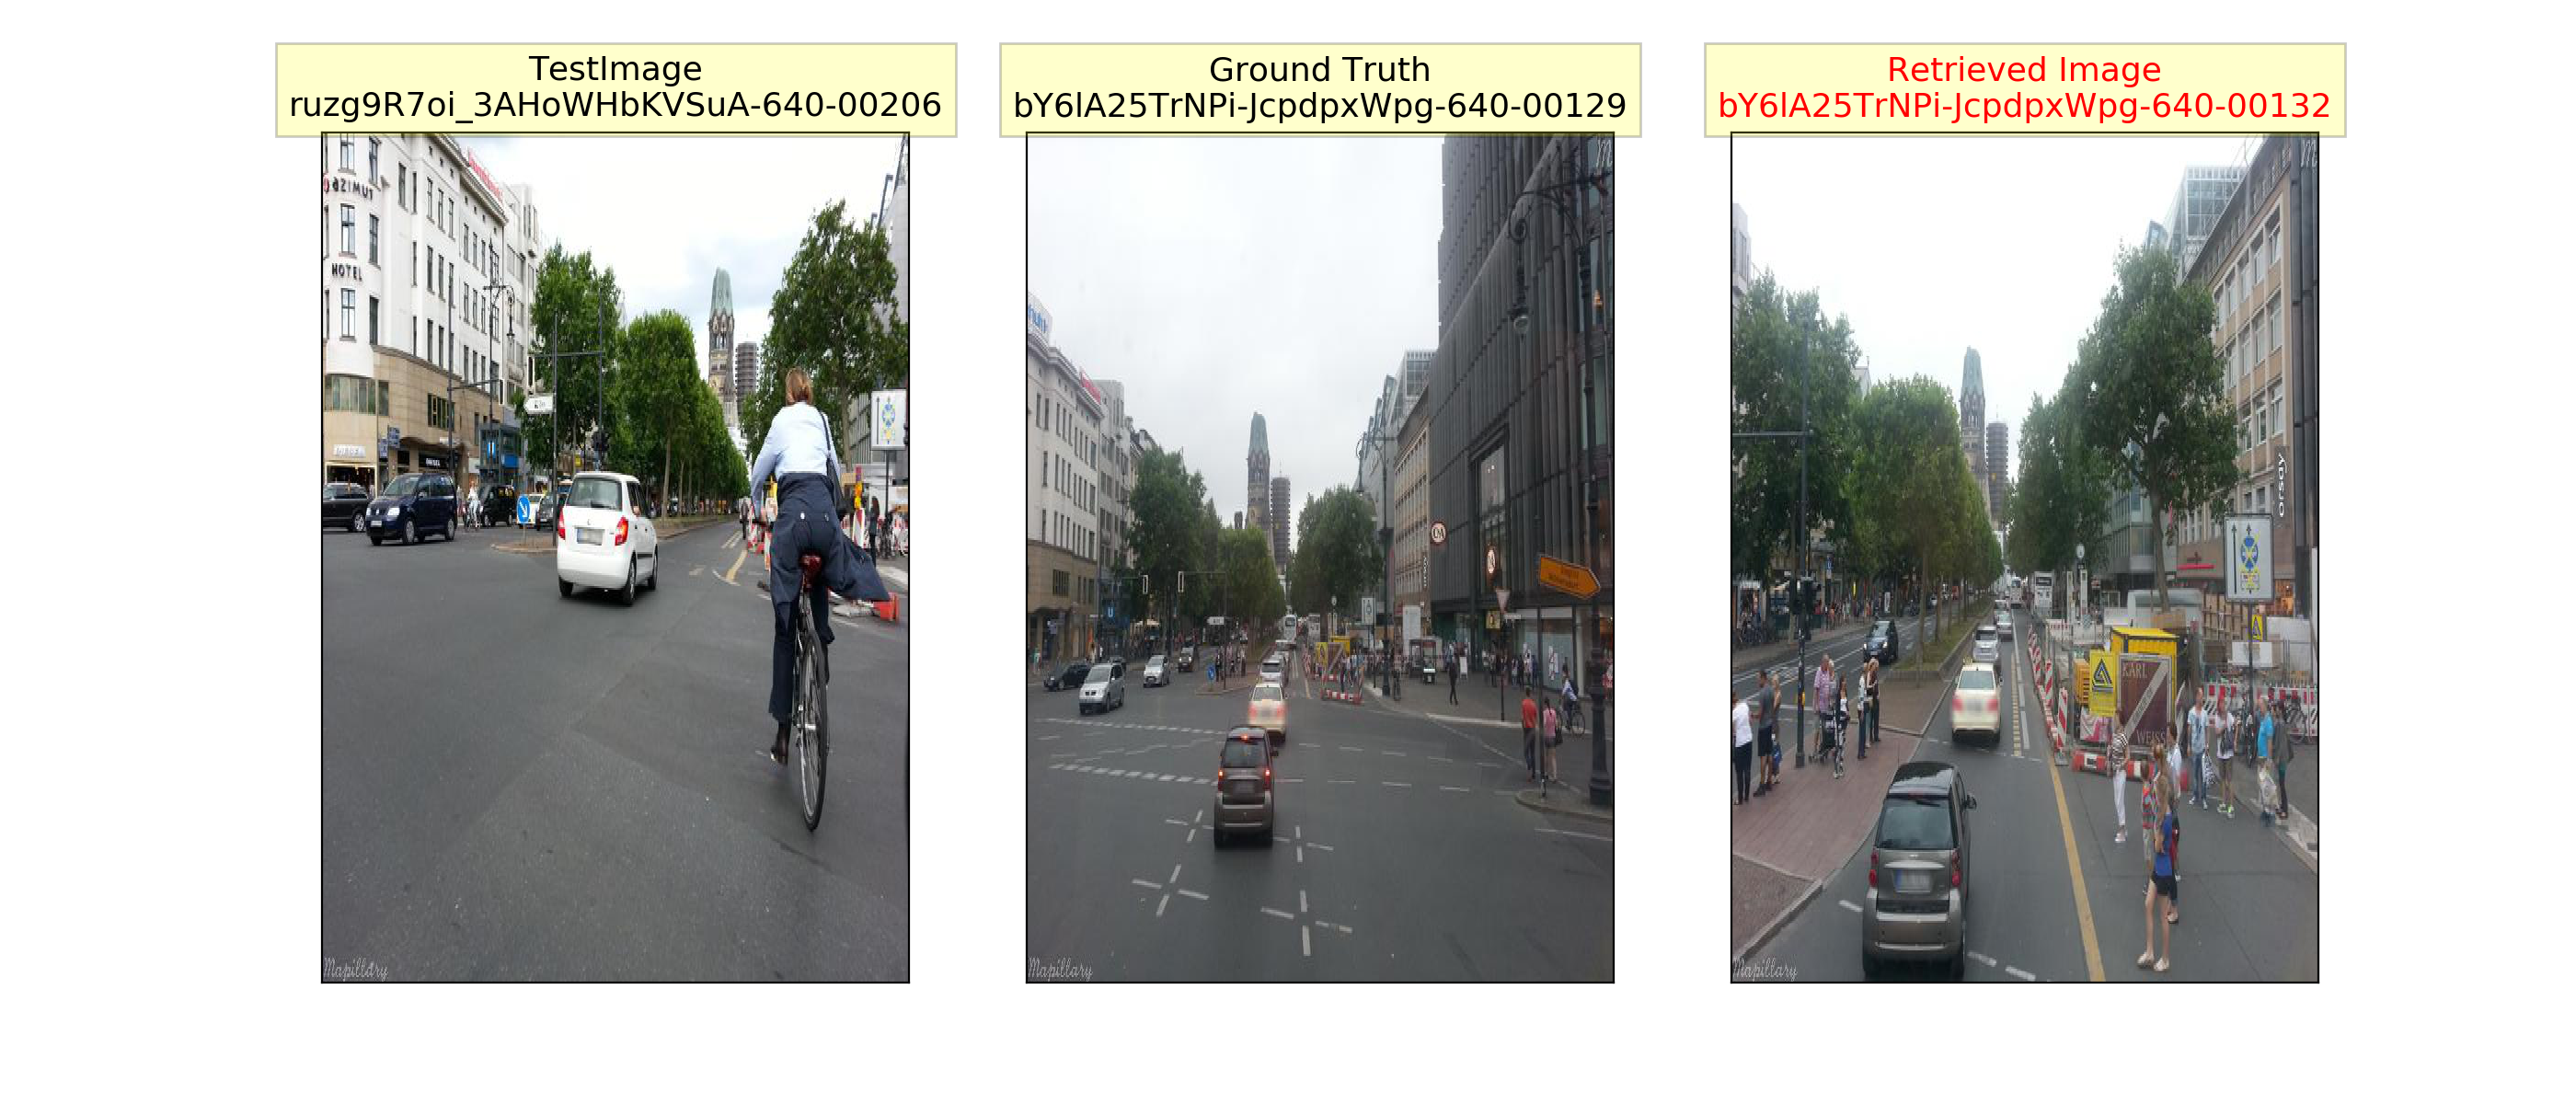 TestImage
ruzg9R7oi_3AHoWHbKVSuA-640-00206
Ground Truth
bY6lA25TrNPi-JcpdpxWpg-640-00129
Retrieved Image
bY6lA25TrNPi-JcpdpxWpg-640-00132
AZIMUT
HOTEL
Mapillary
Mapillary
orsay
KARL
WEISS
Mapillary